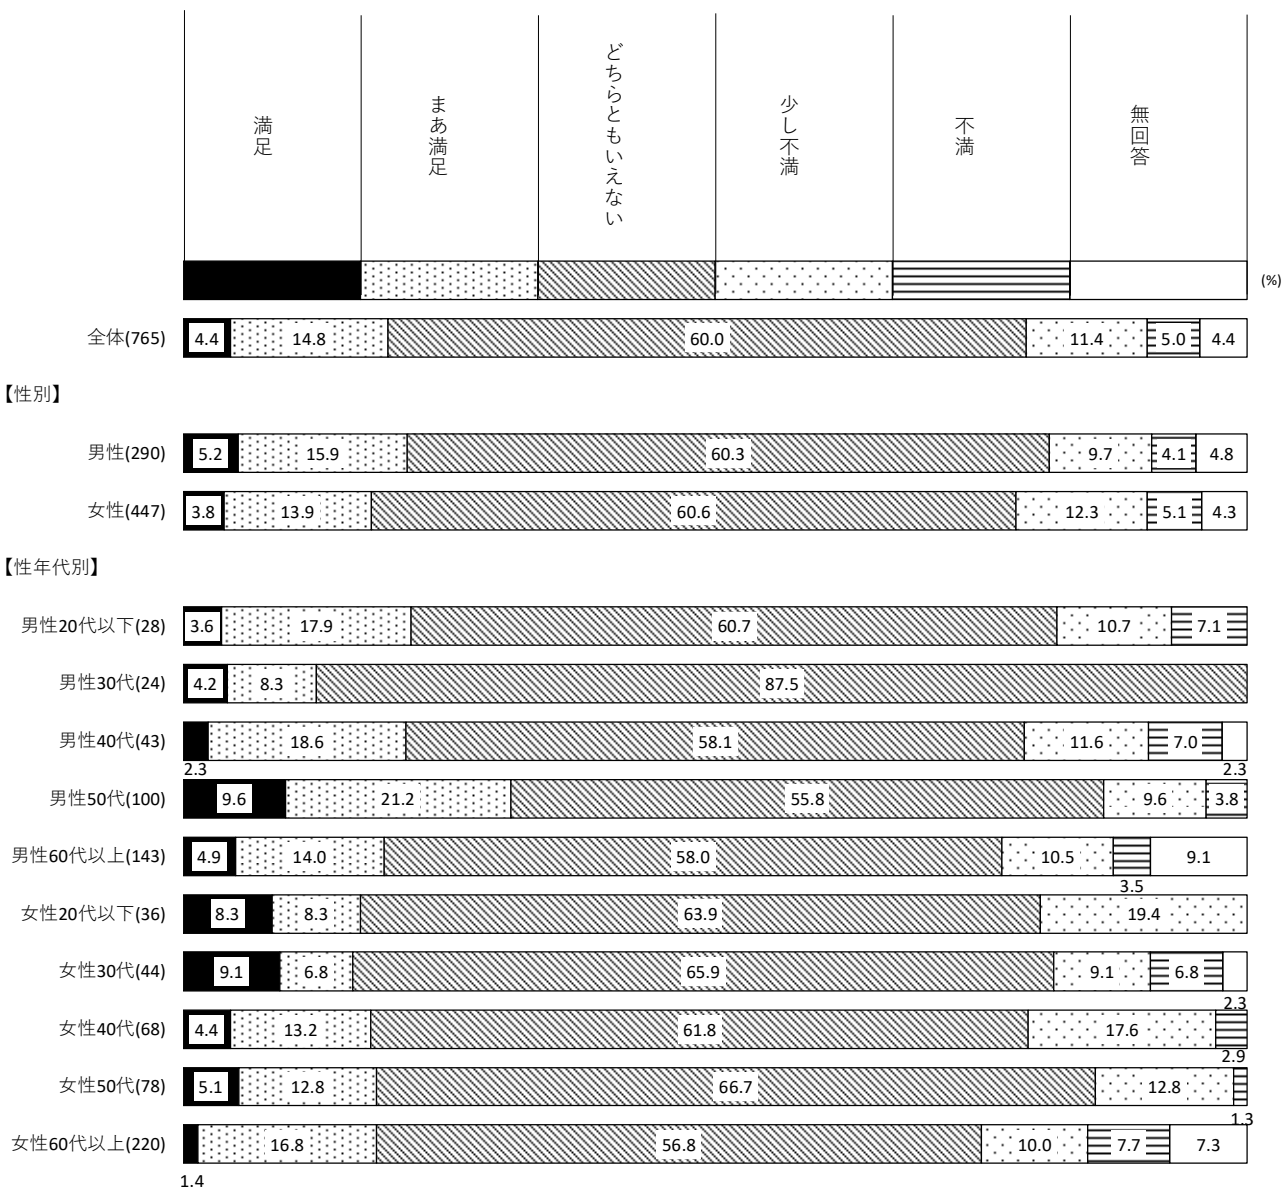 満足
まあ満足
どちらともいえない
少し不満
不満
無回答
(%)
全体(765) 4.4 14.8 60.0 11.4 5.0 4.4
【性別】
男性(290) 5.2 15.9 60.3 9.7 4.1 4.8
女性(447) 3.8 13.9 60.6 12.3 5.1 4.3
【性年代別】
男性20代以下(28) 3.6 17.9 60.7 10.7 7.1
男性30代(24) 4.2 8.3 87.5
男性40代(43) 18.6 58.1 11.6 7.0
2.3 2.3
男性50代(100) 9.6 21.2 55.8 9.6 3.8
男性60代以上(143) 4.9 14.0 58.0 10.5 9.1
3.5
女性20代以下(36) 8.3 8.3 63.9 19.4
女性30代(44) 9.1 6.8 65.9 9.1 6.8
2.3
女性40代(68) 4.4 13.2 61.8 17.6
2.9
女性50代(78) 5.1 12.8 66.7 12.8
1.3
女性60代以上(220) 16.8 56.8 10.0 7.7 7.3
1.4